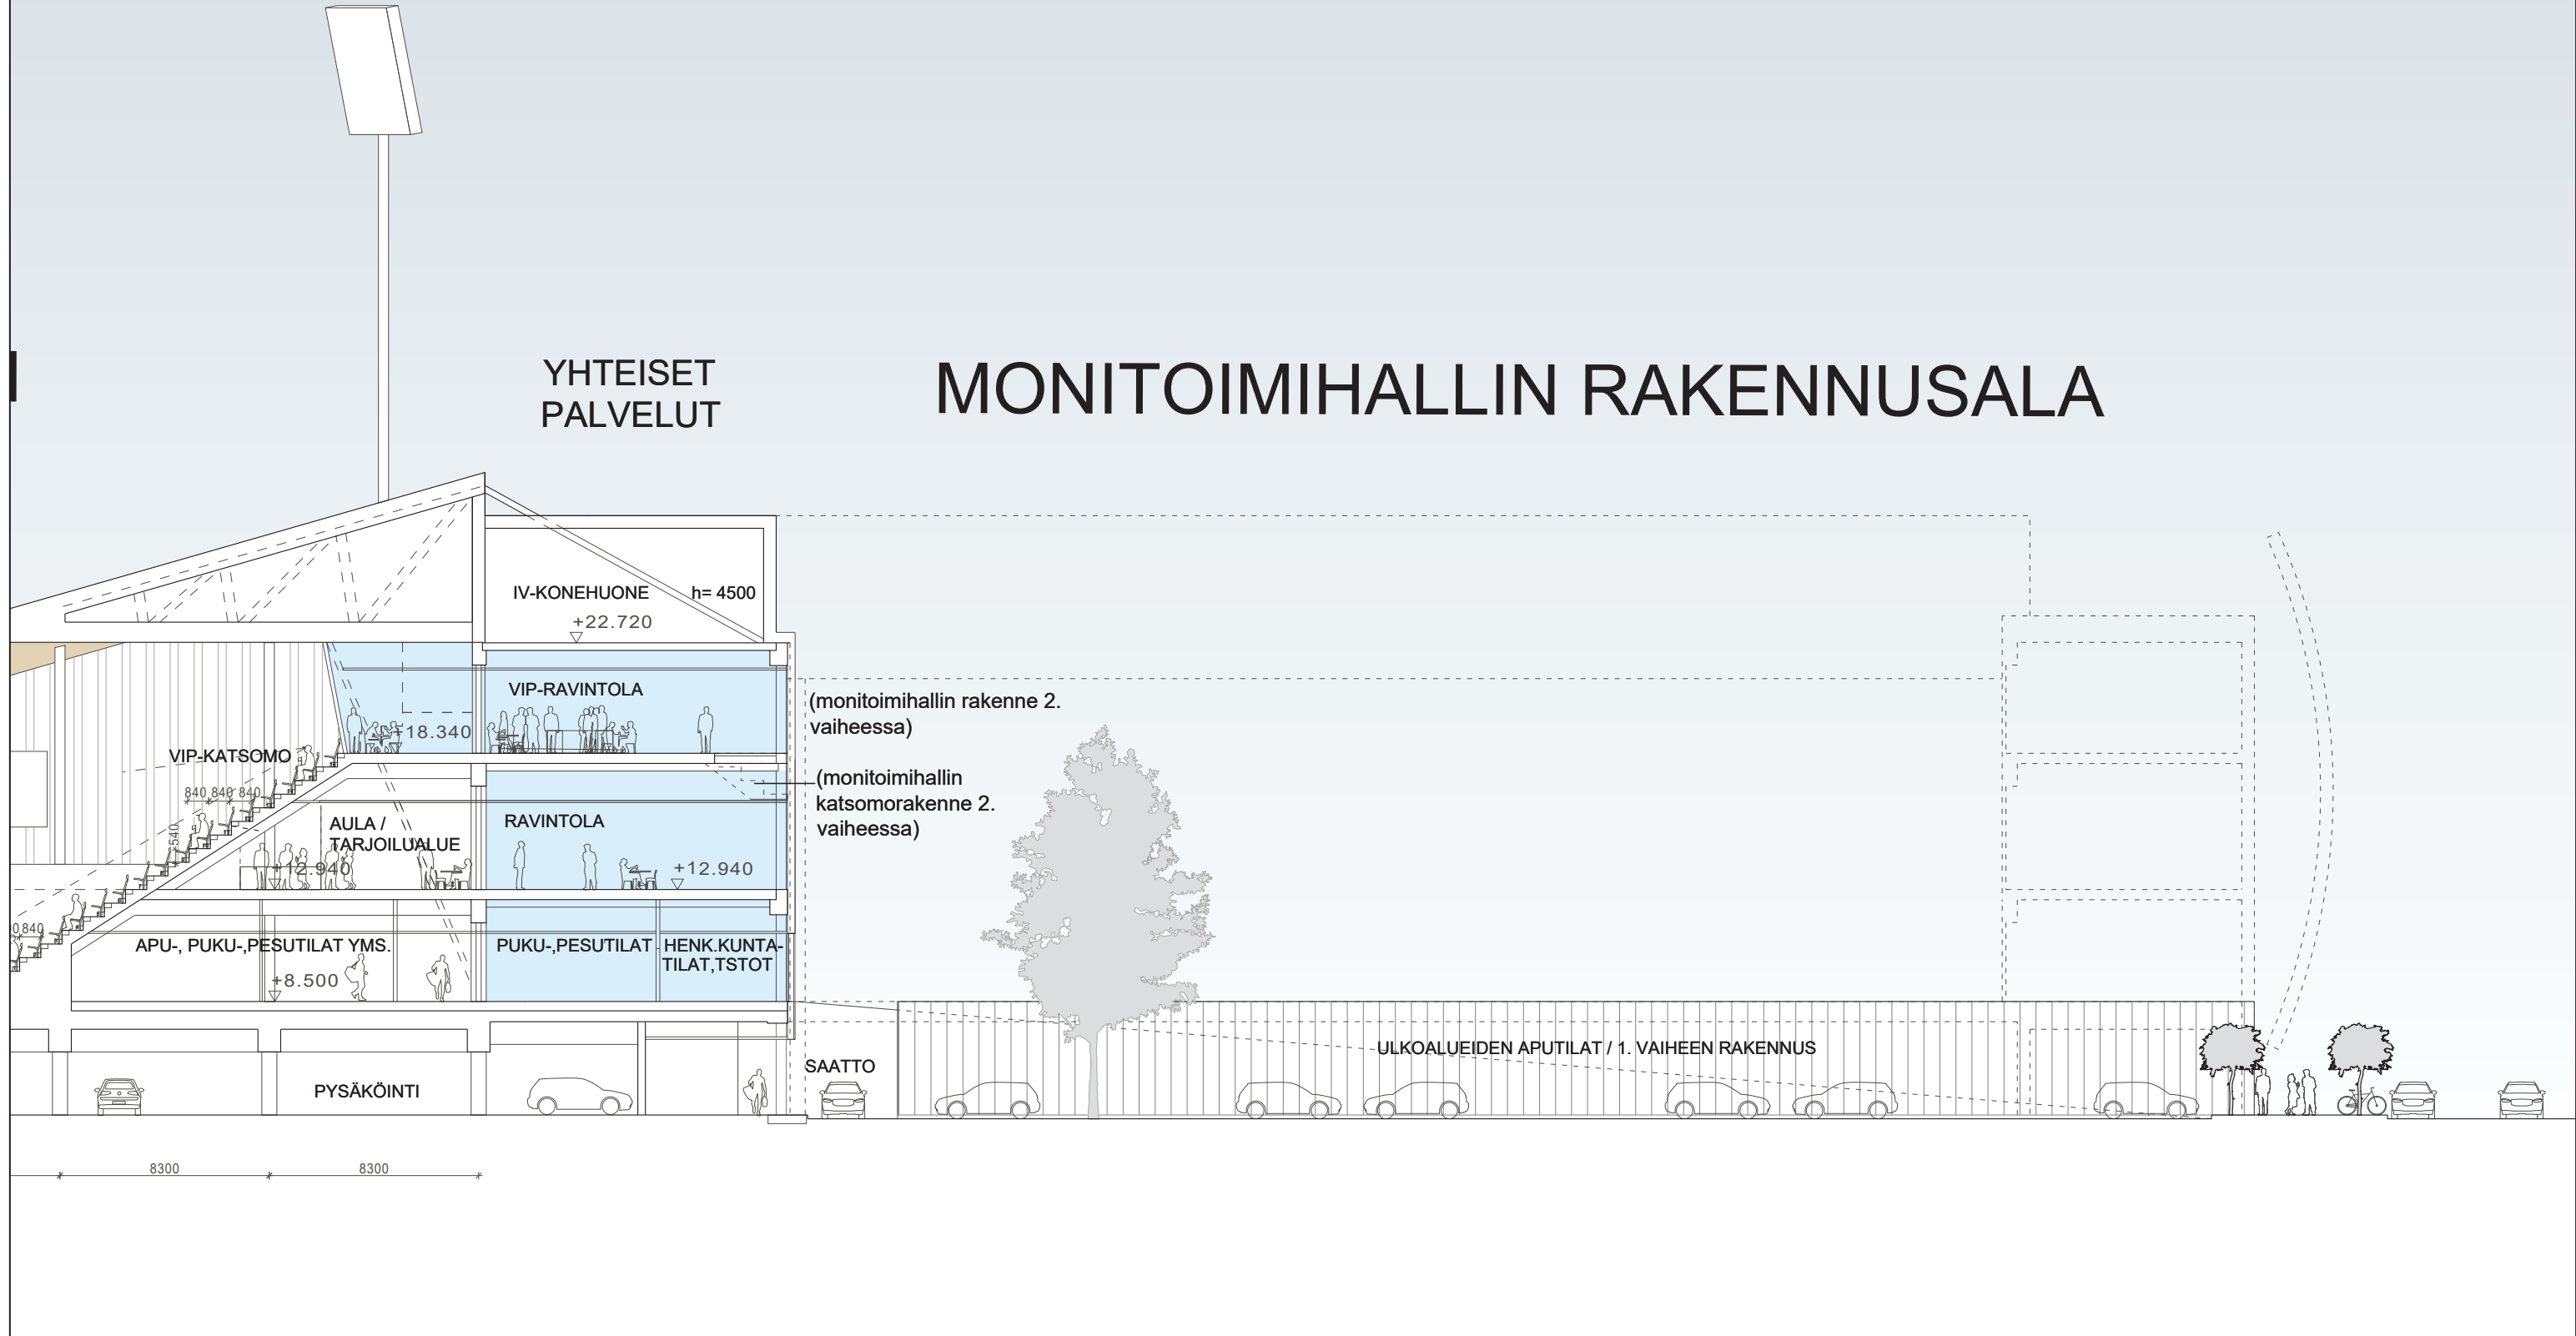 YHTEISET
PALVELUT
MONITOIMIHALLIN RAKENNUSALA
IV-KONEHUONE h= 4500
+22.720
VIP-RAVINTOLA
+18.340
(monitoimihallin rakenne 2.
vaiheessa)
VIP-KATSOMO
(monitoimihallin
katsomorakenne 2.
vaiheessa)
840 840 840
540
AULA /
TARJOILUALUE
RAVINTOLA
+12.940
+12.940
840
APU-, PUKU-,PESUTILAT YMS.
PUKU-,PESUTILAT
HENK.KUNTA-
TILAT,TSTOT
+8.500
ULKOALUEIDEN APUTILAT / 1. VAIHEEN RAKENNUS
SAATTO
PYSÄKÖINTI
8300
8300